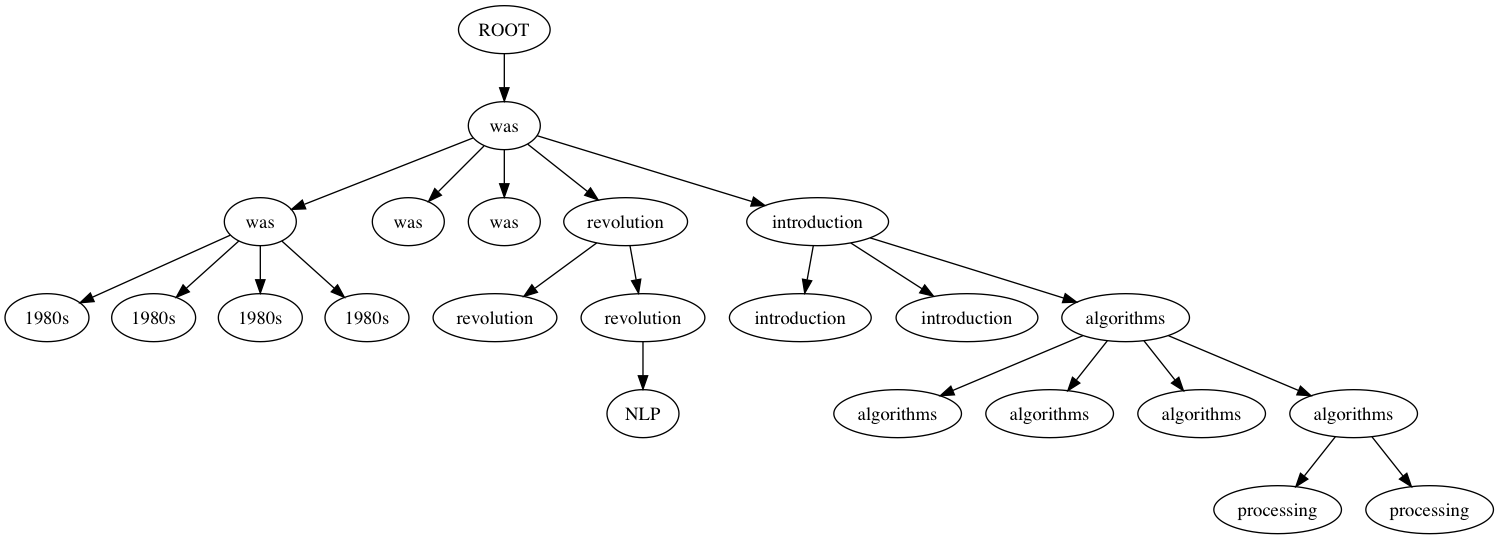 ROOT
was
was was was revolution introduction
1980s 1980s 1980s 1980s revolution revolution introduction introduction algorithms
NLP algorithms algorithms algorithms algorithms
processing processing